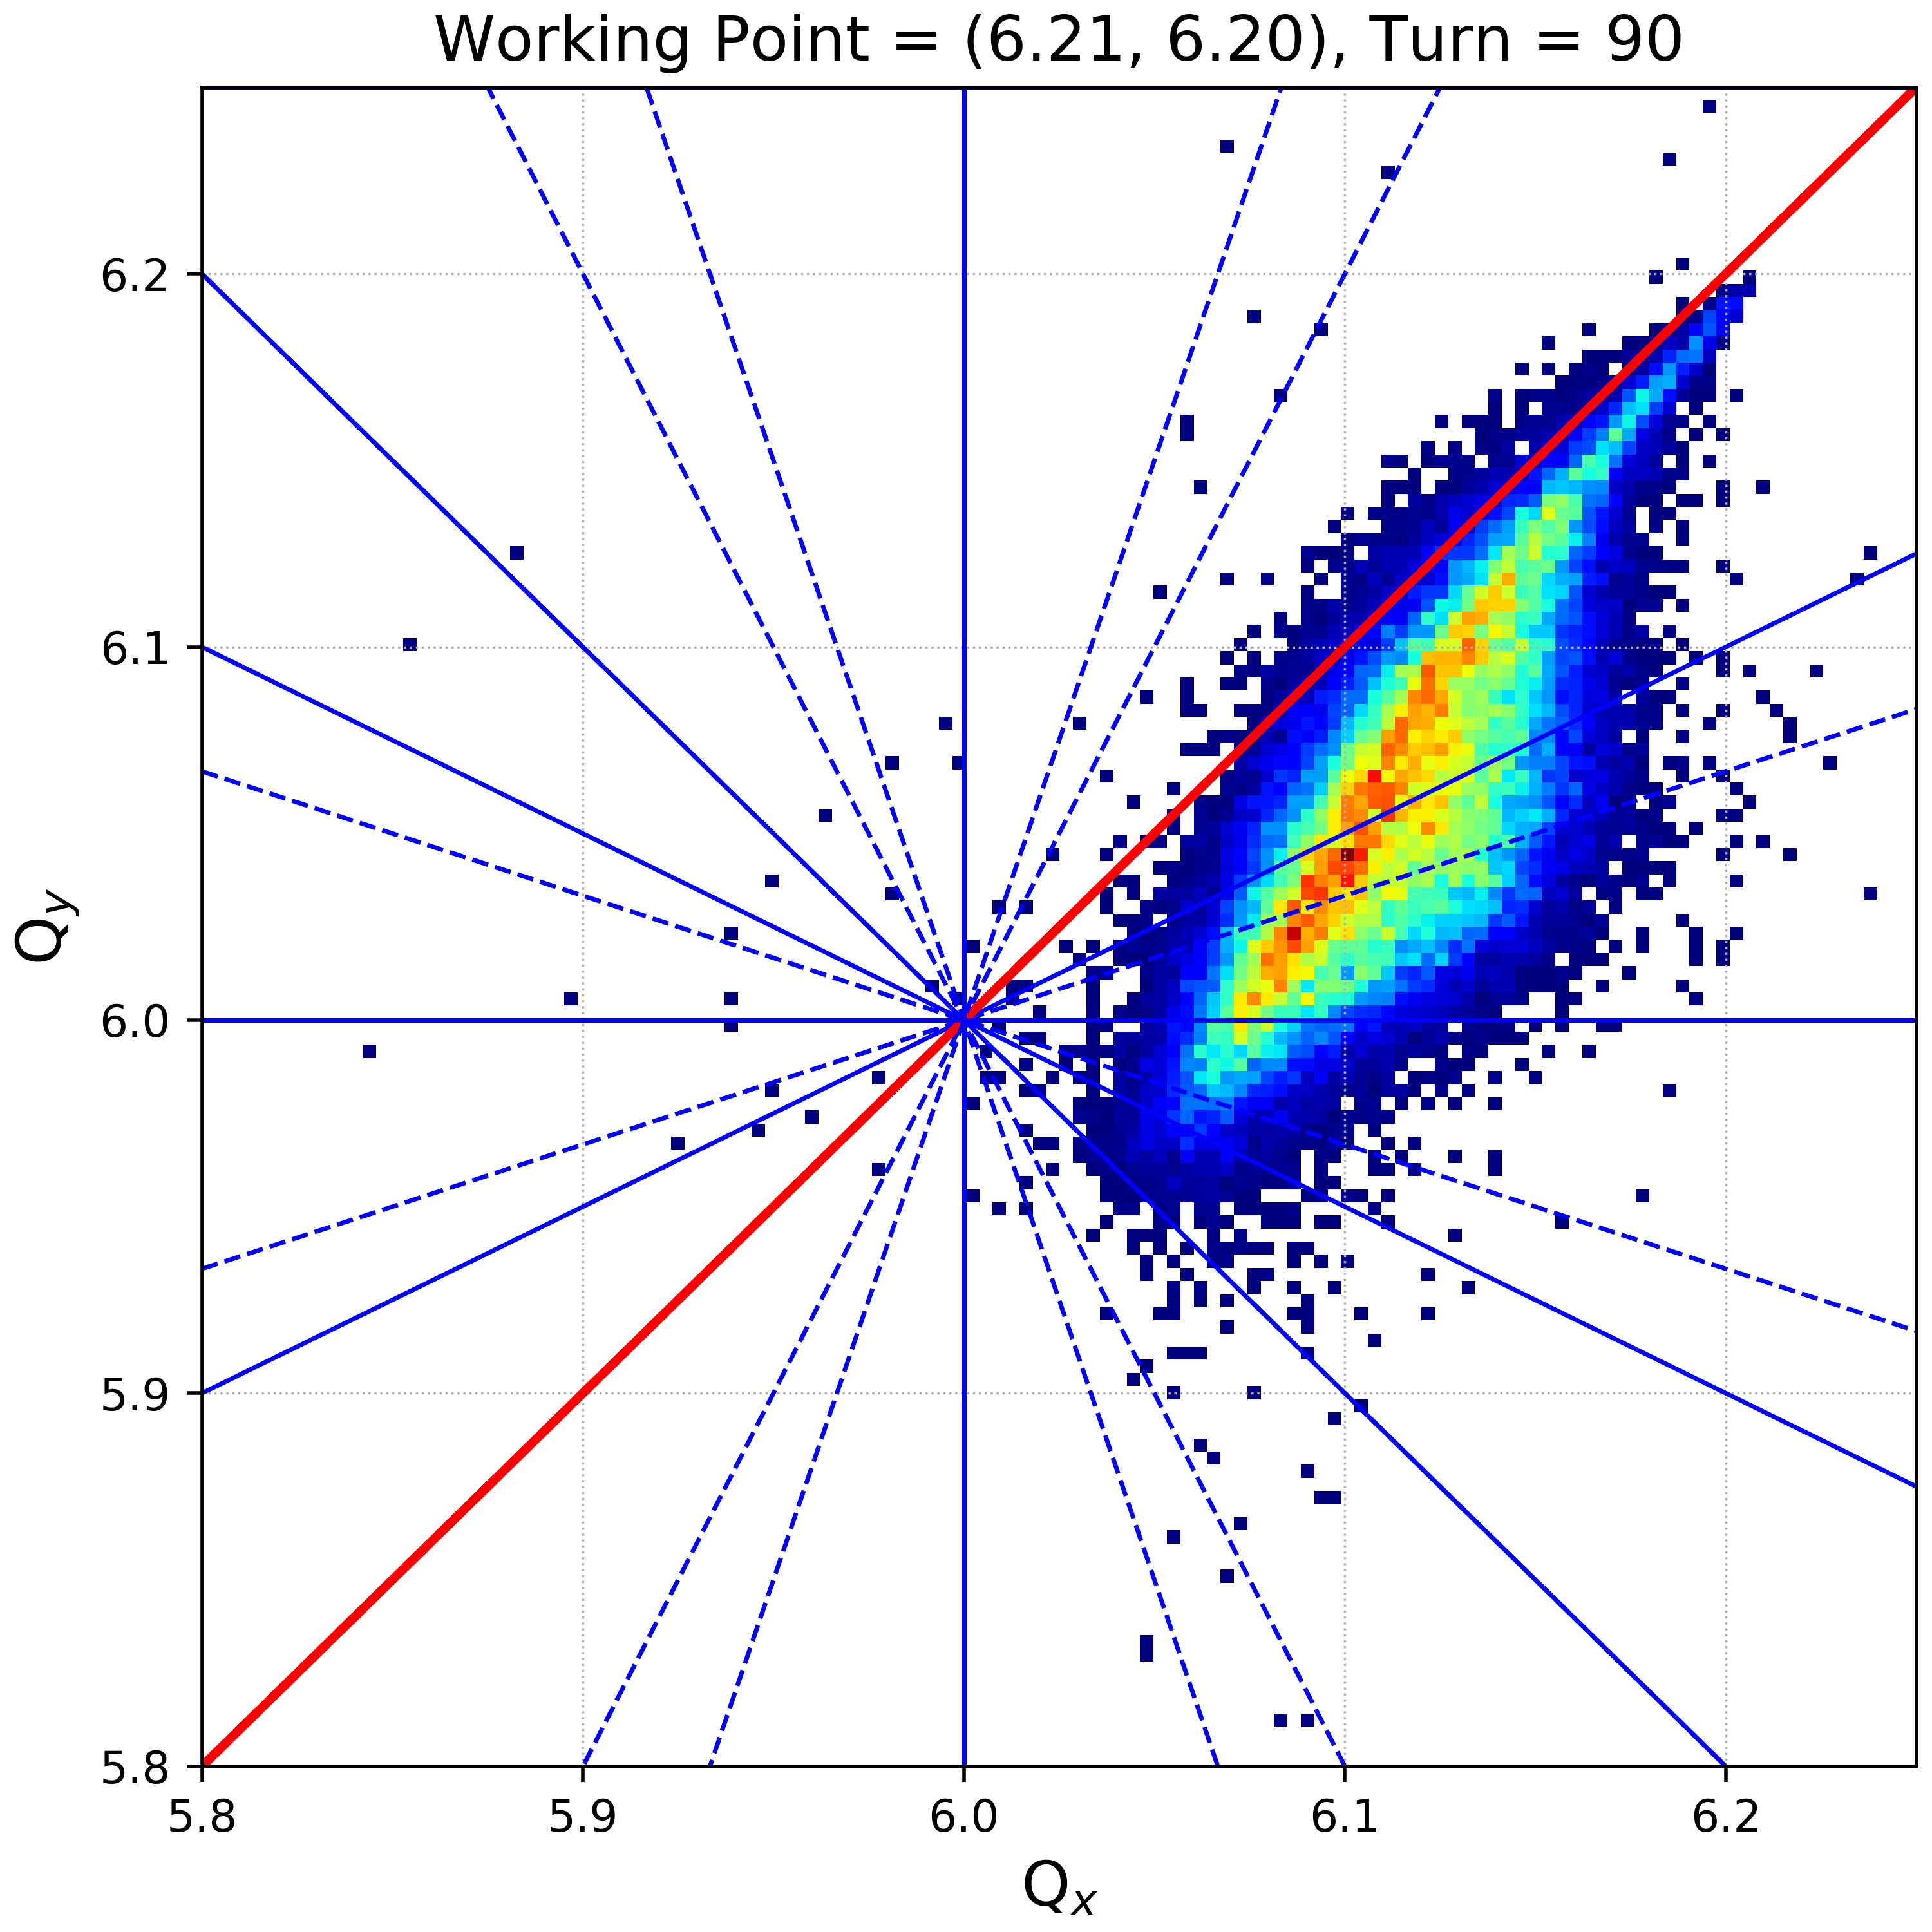 Working Point = (6.21, 6.20), Turn = 90
6.2
6.1
6.0
5.9
5.8
Qy
5.8 5.9 6.0 6.1 6.2
Qx